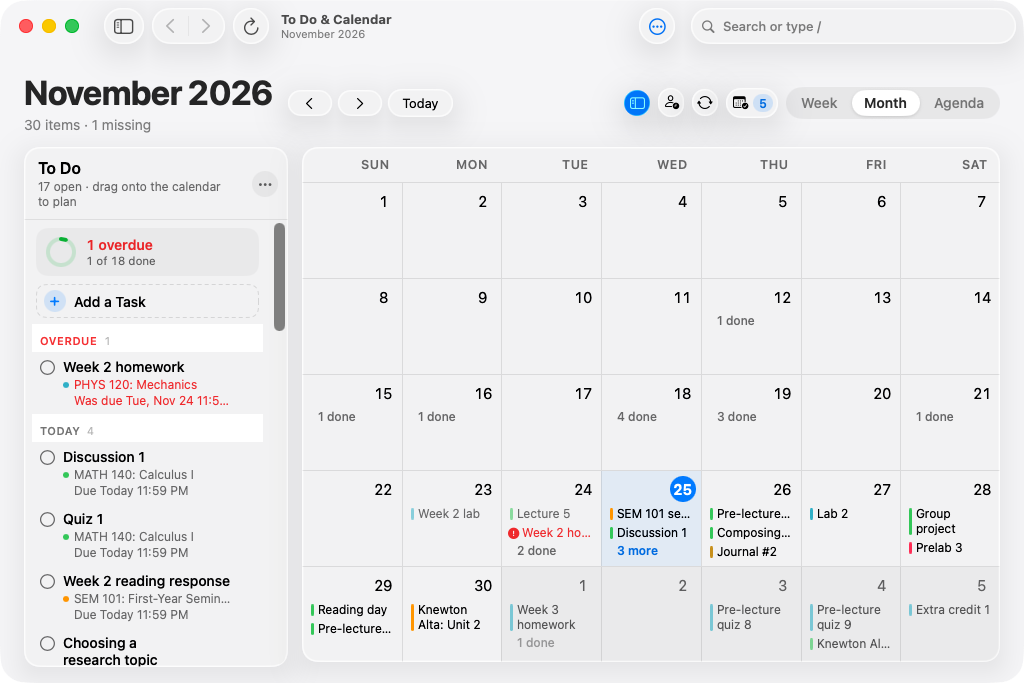 To Do & Calendar
November 2026
Search or type /
November 2026
30 items · 1 missing
Today
5
Week
Month
Agenda
To Do
17 open · drag onto the calendar
to plan
1 overdue
1 of 18 done
Add a Task
OVERDUE 1
Week 2 homework
PHYS 120: Mechanics
Was due Tue, Nov 24 11:5...
TODAY 4
Discussion 1
MATH 140: Calculus I
Due Today 11:59 PM
Quiz 1
MATH 140: Calculus I
Due Today 11:59 PM
Week 2 reading response
SEM 101: First-Year Semin...
Due Today 11:59 PM
Choosing a
research topic
SUN MON TUE WED THU FRI SAT
1 2 3 4 5 6 7
8 9 10 11 12 13 14
1 done
15 16 17 18 19 20 21
1 done
1 done
4 done
3 done
1 done
22
23
Week 2 lab
24
Lecture 5
Week 2 ho...
2 done
25
SEM 101 se...
Discussion 1
3 more
26
Pre-lecture...
Composing...
Journal #2
27
Lab 2
28
Group
project
Prelab 3
29
Reading day
Pre-lecture...
30
Knewton
Alta: Unit 2
1
Week 3
homework
1 done
2
3
Pre-lecture
quiz 8
4
Pre-lecture
quiz 9
Knewton Al...
5
Extra credit 1